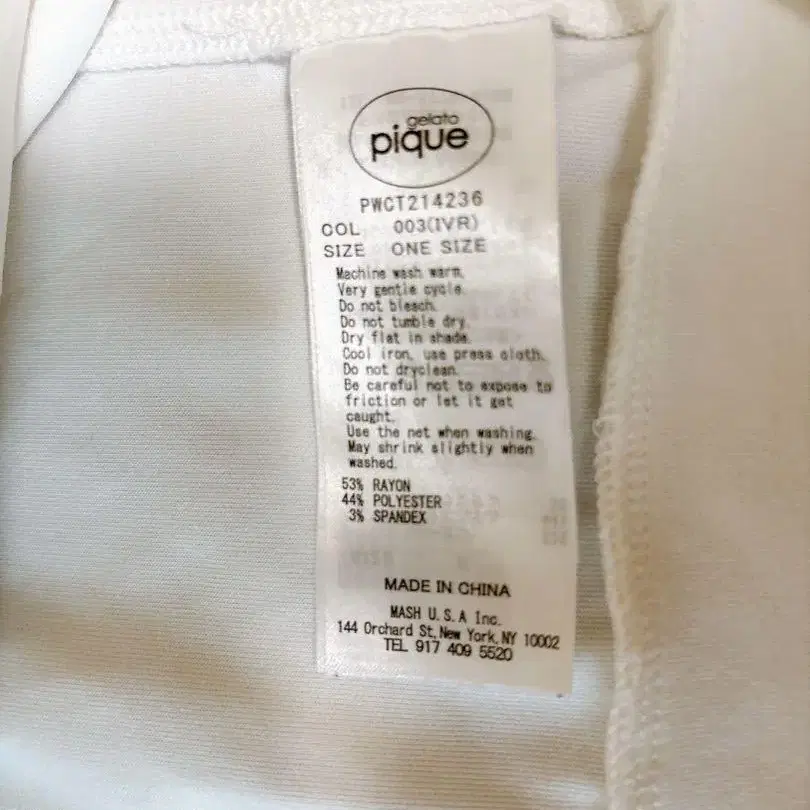 gelato
pique
PWCT214236
COL 003(IVR)
SIZE ONE SIZE
Machine wash warm.
Very gentle cycle.
Do not bleach.
Do not tumble dry.
Dry flat in shade.
Cool iron, use press cloth.
Do not dryclean.
Be careful not to expose to
friction or let it get
caught.
Use the net when washing.
May shrink slightly when
washed.
53% RAYON
44% POLYESTER
3% SPANDEX
MADE IN CHINA
MASH U.S.A Inc.
144 Orchard St, New York, NY 10002
TEL 917 409 5520